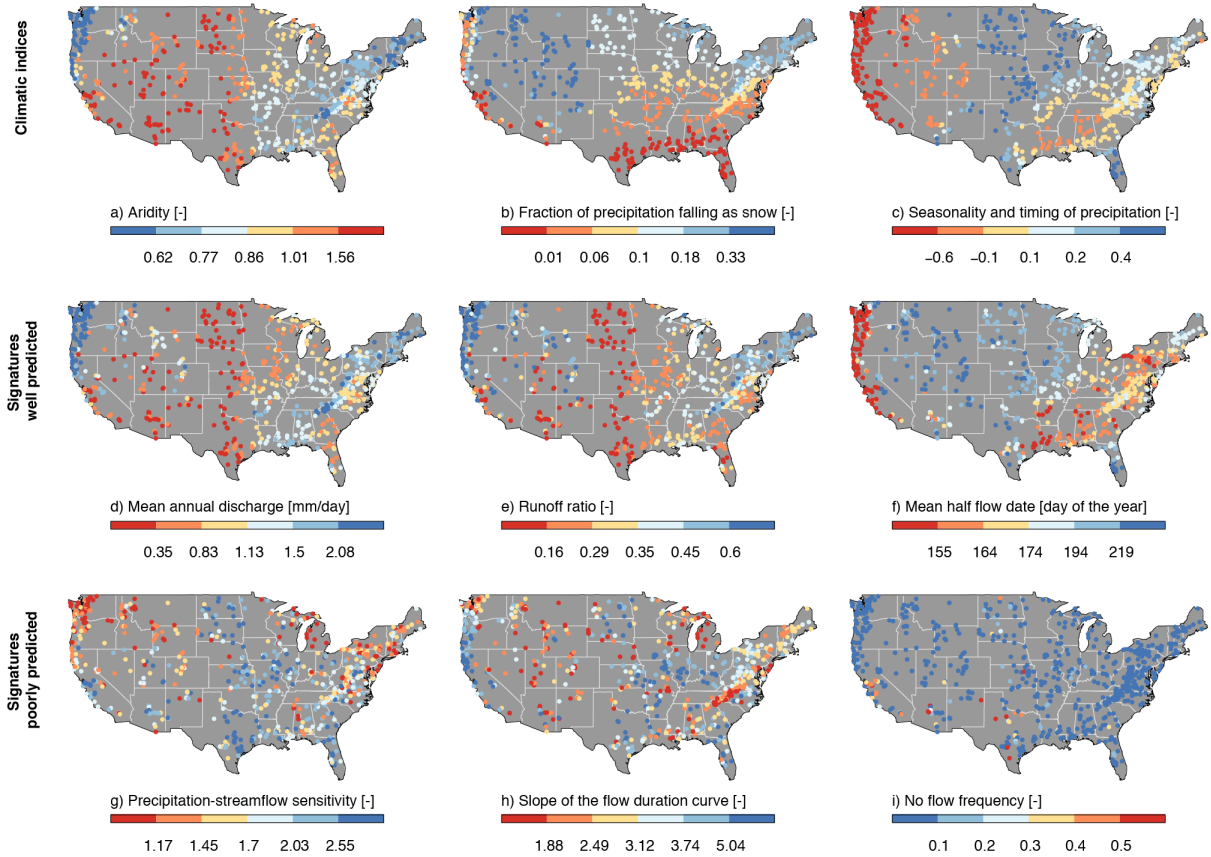 Climatic indices
a) Aridity [-]
0.62 0.77 0.86 1.01 1.56
b) Fraction of precipitation falling as snow [-]
0.01 0.06 0.1 0.18 0.33
c) Seasonality and timing of precipitation [-]
−0.6 −0.1 0.1 0.2 0.4
Signatures
well predicted
d) Mean annual discharge [mm/day]
0.35 0.83 1.13 1.5 2.08
e) Runoff ratio [-]
0.16 0.29 0.35 0.45 0.6
f) Mean half flow date [day of the year]
155 164 174 194 219
Signatures
poorly predicted
g) Precipitation-streamflow sensitivity [-]
1.17 1.45 1.7 2.03 2.55
h) Slope of the flow duration curve [-]
1.88 2.49 3.12 3.74 5.04
i) No flow frequency [-]
0.1 0.2 0.3 0.4 0.5